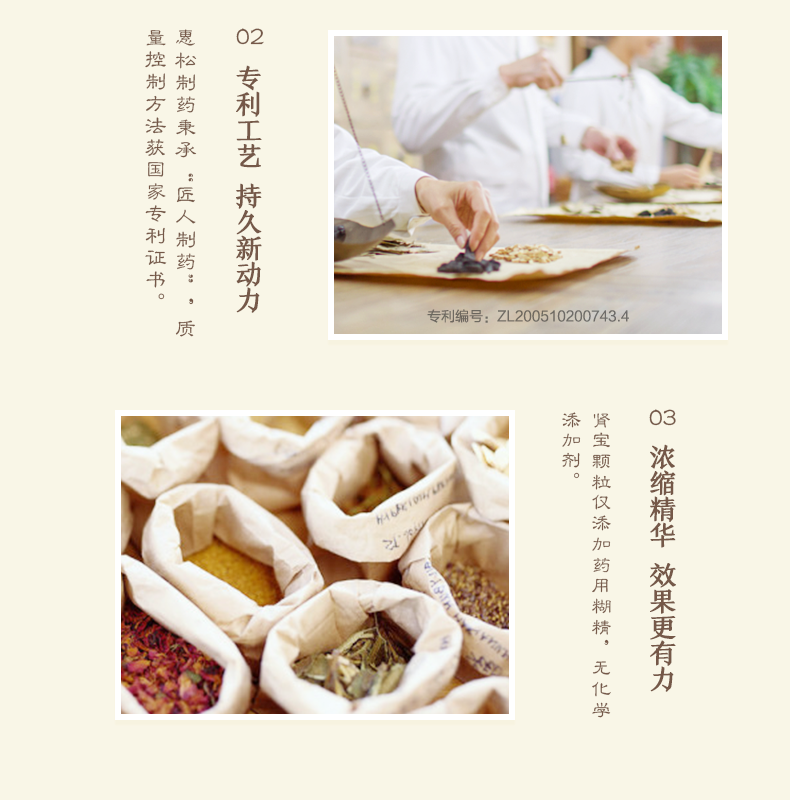 02
专利工艺 持久新动力
惠松制药秉承“匠人制药”，质
量控制方法获国家专利证书。
专利编号：ZL200510200743.4
03
浓缩精华 效果更有力
肾宝颗粒仅添加药用糊精，无化学
添加剂。